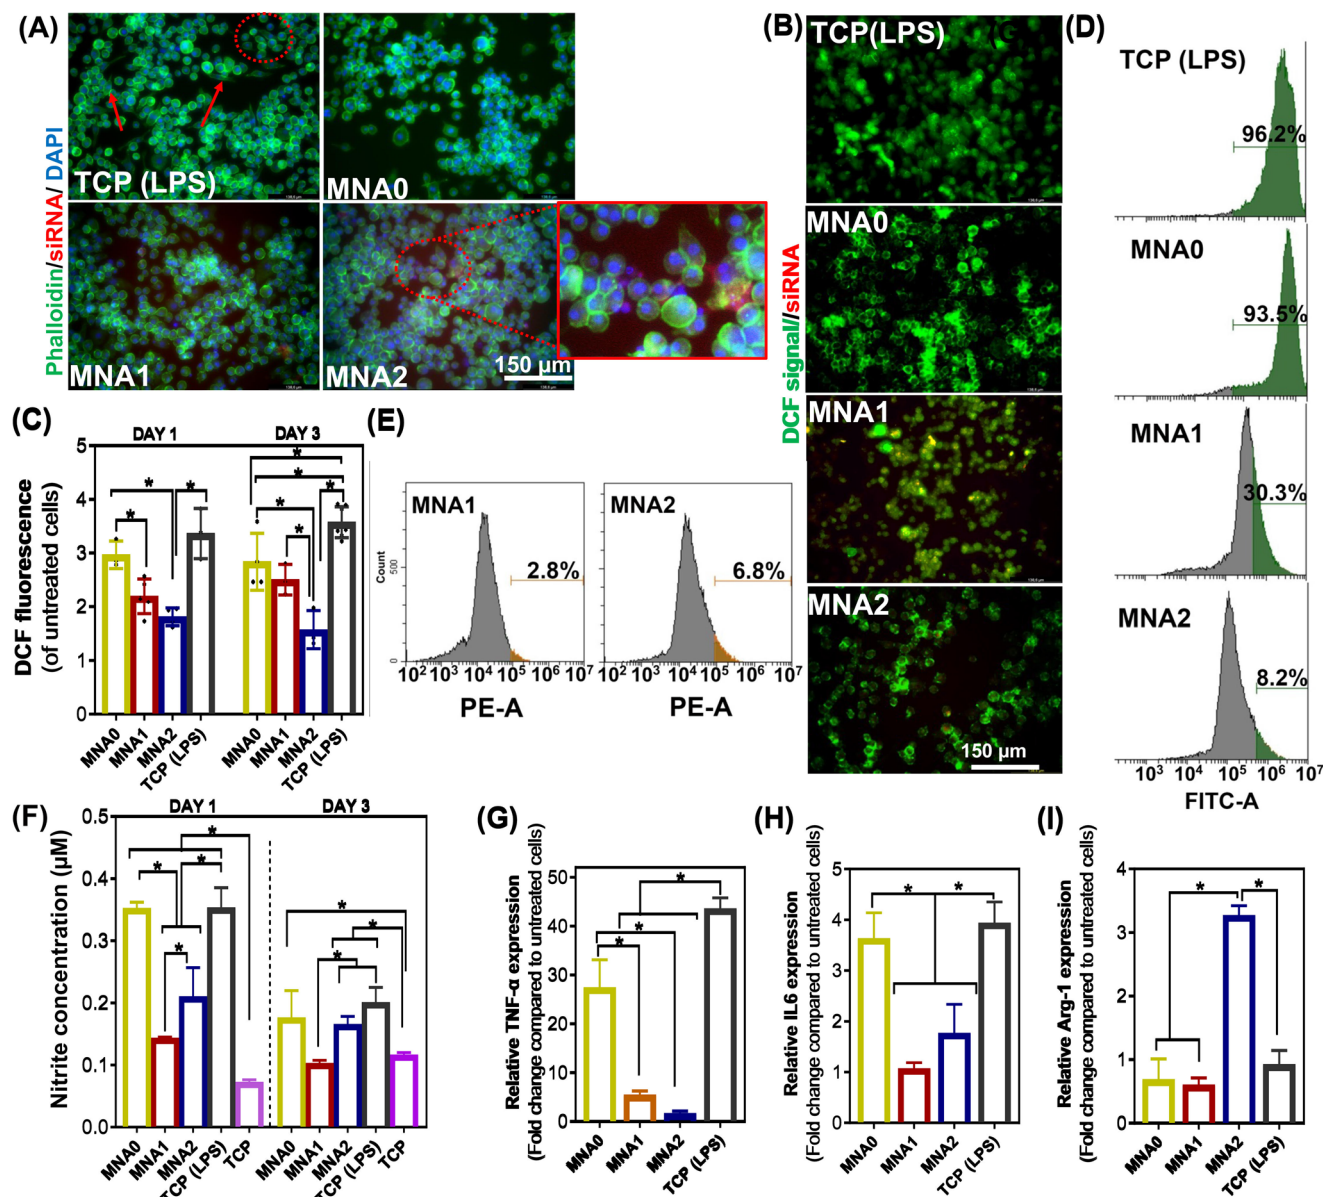 (A)
Phalloidin/siRNA/ DAPI
TCP (LPS)
MNA0
MNA1
MNA2
150 µm
(B)
DCF signal//siRNA
TCP(LPS)
MNA0
MNA1
MNA2
150 µm
(C)
DCF fluorescence
(of untreated cells)
DAY 1
DAY 3
5
4
3
2
1
0
* * * * * * * *
MNA0
MNA1
MNA2
TCP (LPS)
MNA0
MNA1
MNA2
TCP (LPS)
(D)
TCP (LPS)
96.2%
MNA0
93.5%
MNA1
30.3%
MNA2
8.2%
10³ 10⁴ 10⁵ 10⁶ 10⁷
FITC-A
(E)
Count
500
0
MNA1
2.8%
10² 10³ 10⁴ 10⁵ 10⁶ 10⁷
PE-A
MNA2
6.8%
10² 10³ 10⁴ 10⁵ 10⁶ 10⁷
PE-A
(F)
Nitrite concentration (µM)
DAY 1
DAY 3
0.5
0.4
0.3
0.2
0.1
0.0
* * * * * * *
MNA0
MNA1
MNA2
TCP (LPS)
TCP
MNA0
MNA1
MNA2
TCP (LPS)
TCP
(G)
Relative TNF-α expression
(Fold change compared to untreated cells)
50
40
30
20
10
0
* * *
MNA0
MNA1
MNA2
TCP (LPS)
(H)
Relative IL6 expression
(Fold change compared to untreated cells)
5
4
3
2
1
0
* *
MNA0
MNA1
MNA2
TCP (LPS)
(I)
Relative Arg-1 expression
(Fold change compared to untreated cells)
4
3
2
1
0
* *
MNA0
MNA1
MNA2
TCP (LPS)